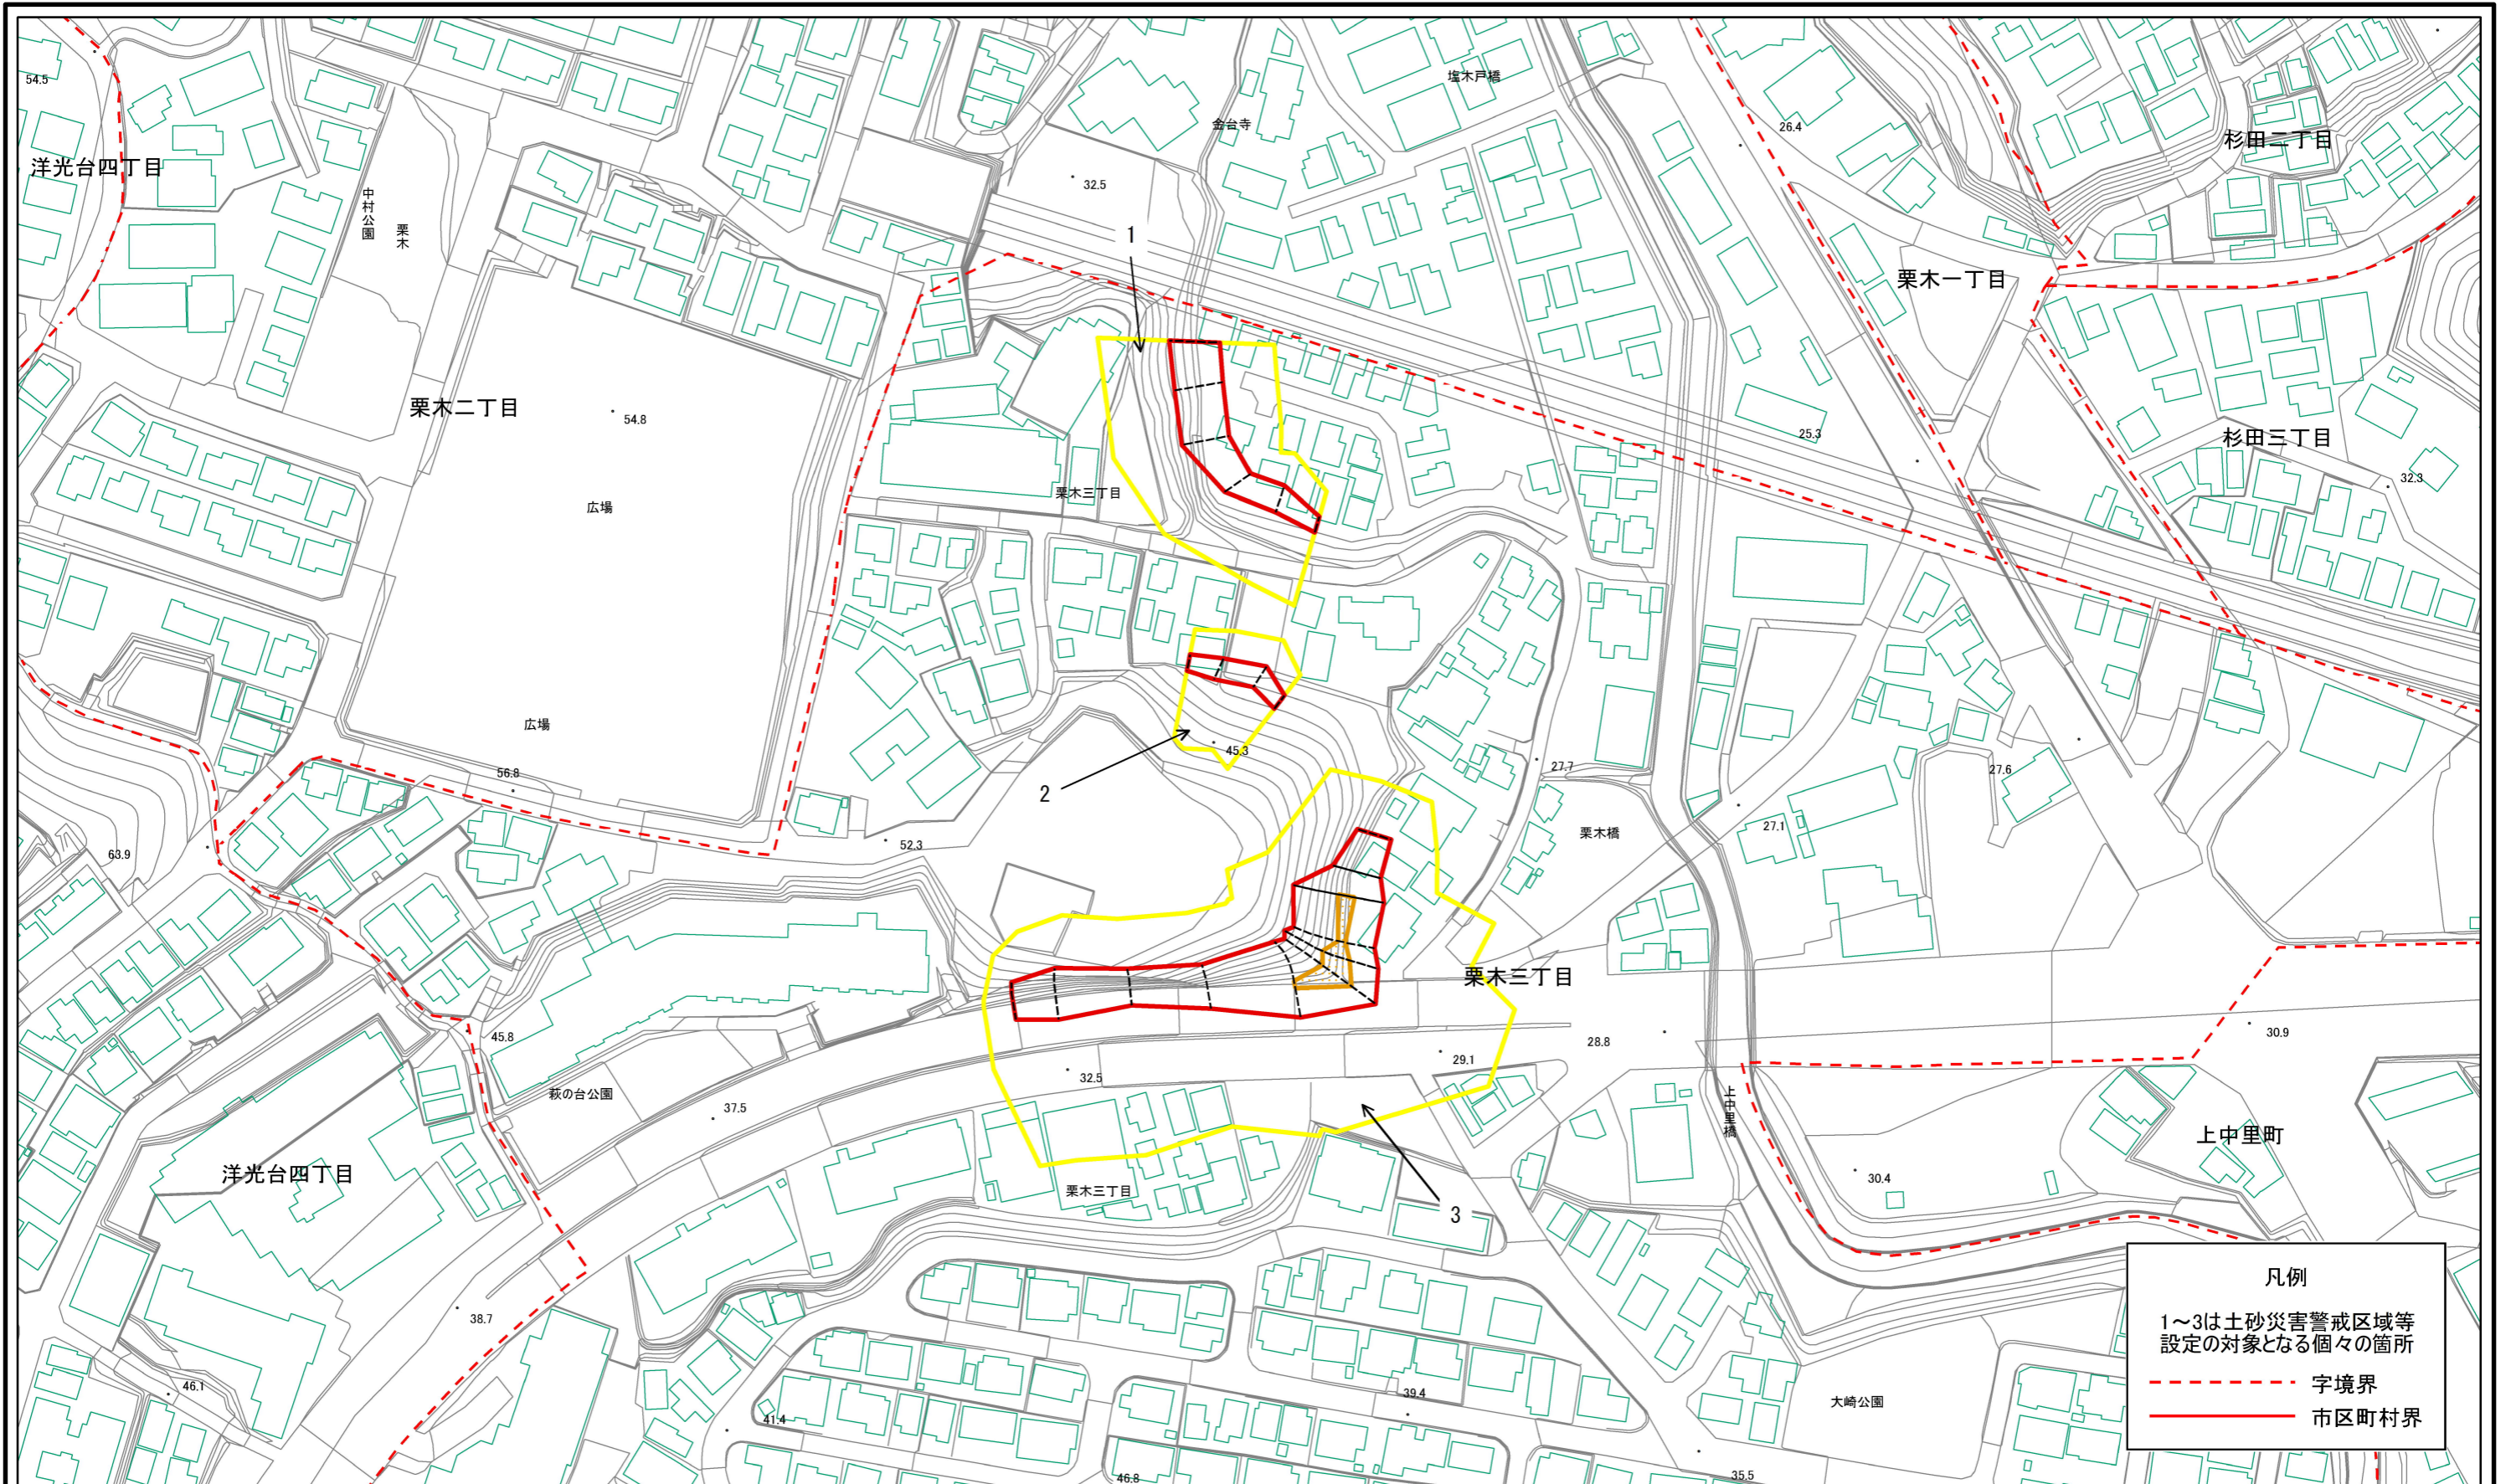 54.5
塩木戸橋
金台寺
26.4
杉田二丁目
洋光台四丁目
32.5
中村公園
栗木
1
栗木一丁目
栗木二丁目
54.8
25.3
杉田三丁目
32.3
栗木三丁目
広場
広場
45.3
56.8
27.7
27.6
2
63.9
52.3
栗木橋
27.1
栗木三丁目
45.8
28.8
30.9
29.1
32.5
萩の台公園
37.5
上中里橋
上中里町
洋光台四丁目
30.4
栗木三丁目
3
38.7
凡例
1～3は土砂災害警戒区域等
設定の対象となる個々の箇所
字境界
市区町村界
46.1
39.4
大崎公園
41.4
46.8
35.5